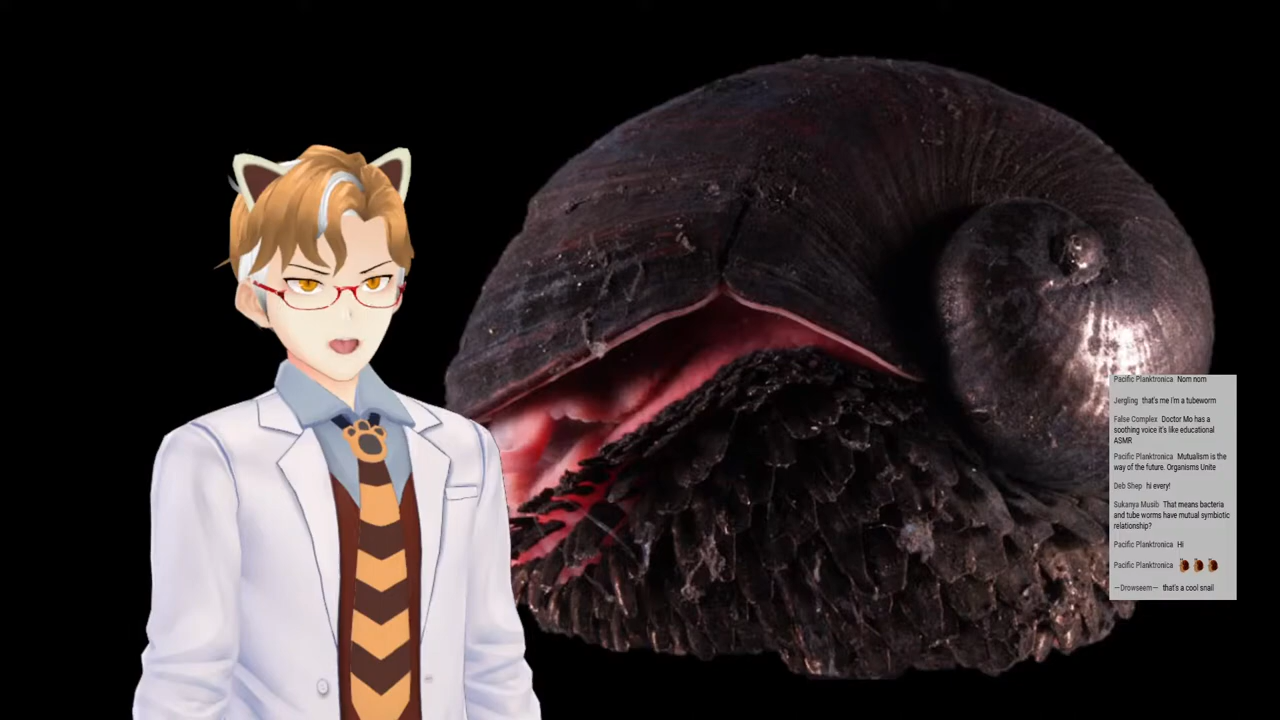 Pacific Planktronica Nom nom
Jergling that's me I'm a tubeworm
False Complex Doctor Mo has a
soothing voice it's like educational
ASMR
Pacific Planktronica Mutualism is the
way of the future. Organisms Unite
Deb Shep hi every!
Sukanya Musib That means bacteria
and tube worms have mutual symbiotic
relationship?
Pacific Planktronica Hi
Pacific Planktronica
—Drowseem— that's a cool snail